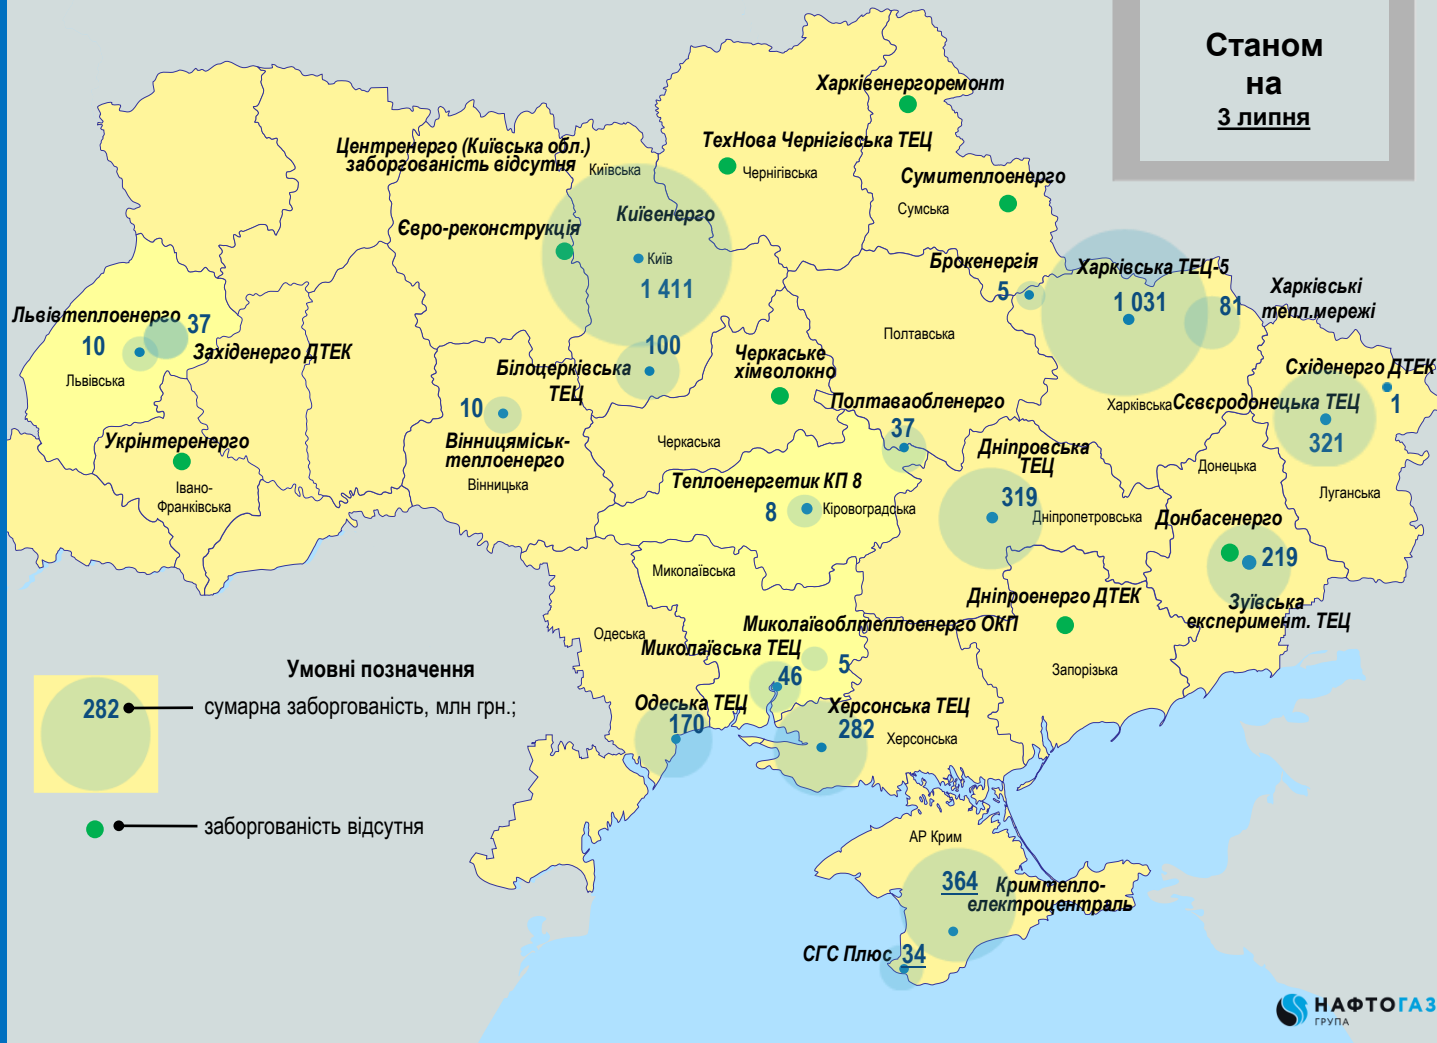 Станом
на
3 липня
Харківенергоремонт
Центренерго (Київська обл.)
заборгованість відсутня
ТехНова Чернігівська ТЕЦ
Київська
Чернігівська
Сумитеплоенерго
Сумська
Київенерго
Євро-реконструкція
Київ
1 411
Брокенергія
5
Харківська ТЕЦ-5
1 031
81
Харківські
тепл.мережі
Львівтеплоенерго
37
10
Західенерго ДТЕК
Львівська
100
Білоцерківська
ТЕЦ
Черкаське
хімволокно
Полтавська
Східенерго ДТЕК
1
Харківська
Сєвєродонецька ТЕЦ
321
Луганська
10
Вінницяміськ-
теплоенерго
Вінницька
Полтаваобленерго
37
Черкаська
Укрінтеренерго
Івано-
Франківська
Дніпровська
ТЕЦ
319
Дніпропетровська
Донецька
Теплоенергетик КП 8
8
Кіровоградська
Донбасенерго
219
Зуївська
експеримент. ТЕЦ
Миколаївська
Дніпроенерго ДТЕК
Запорізька
Одеська
Миколаївоблтеплоенерго ОКП
5
Миколаївська ТЕЦ
46
Одеська ТЕЦ
170
Херсонська ТЕЦ
282
Херсонська
Умовні позначення
282
сумарна заборгованість, млн грн.;
заборгованість відсутня
АР Крим
364
Кримтепло-
електроцентраль
СГС Плюс
34
НАФТОГАЗ
ГРУПА